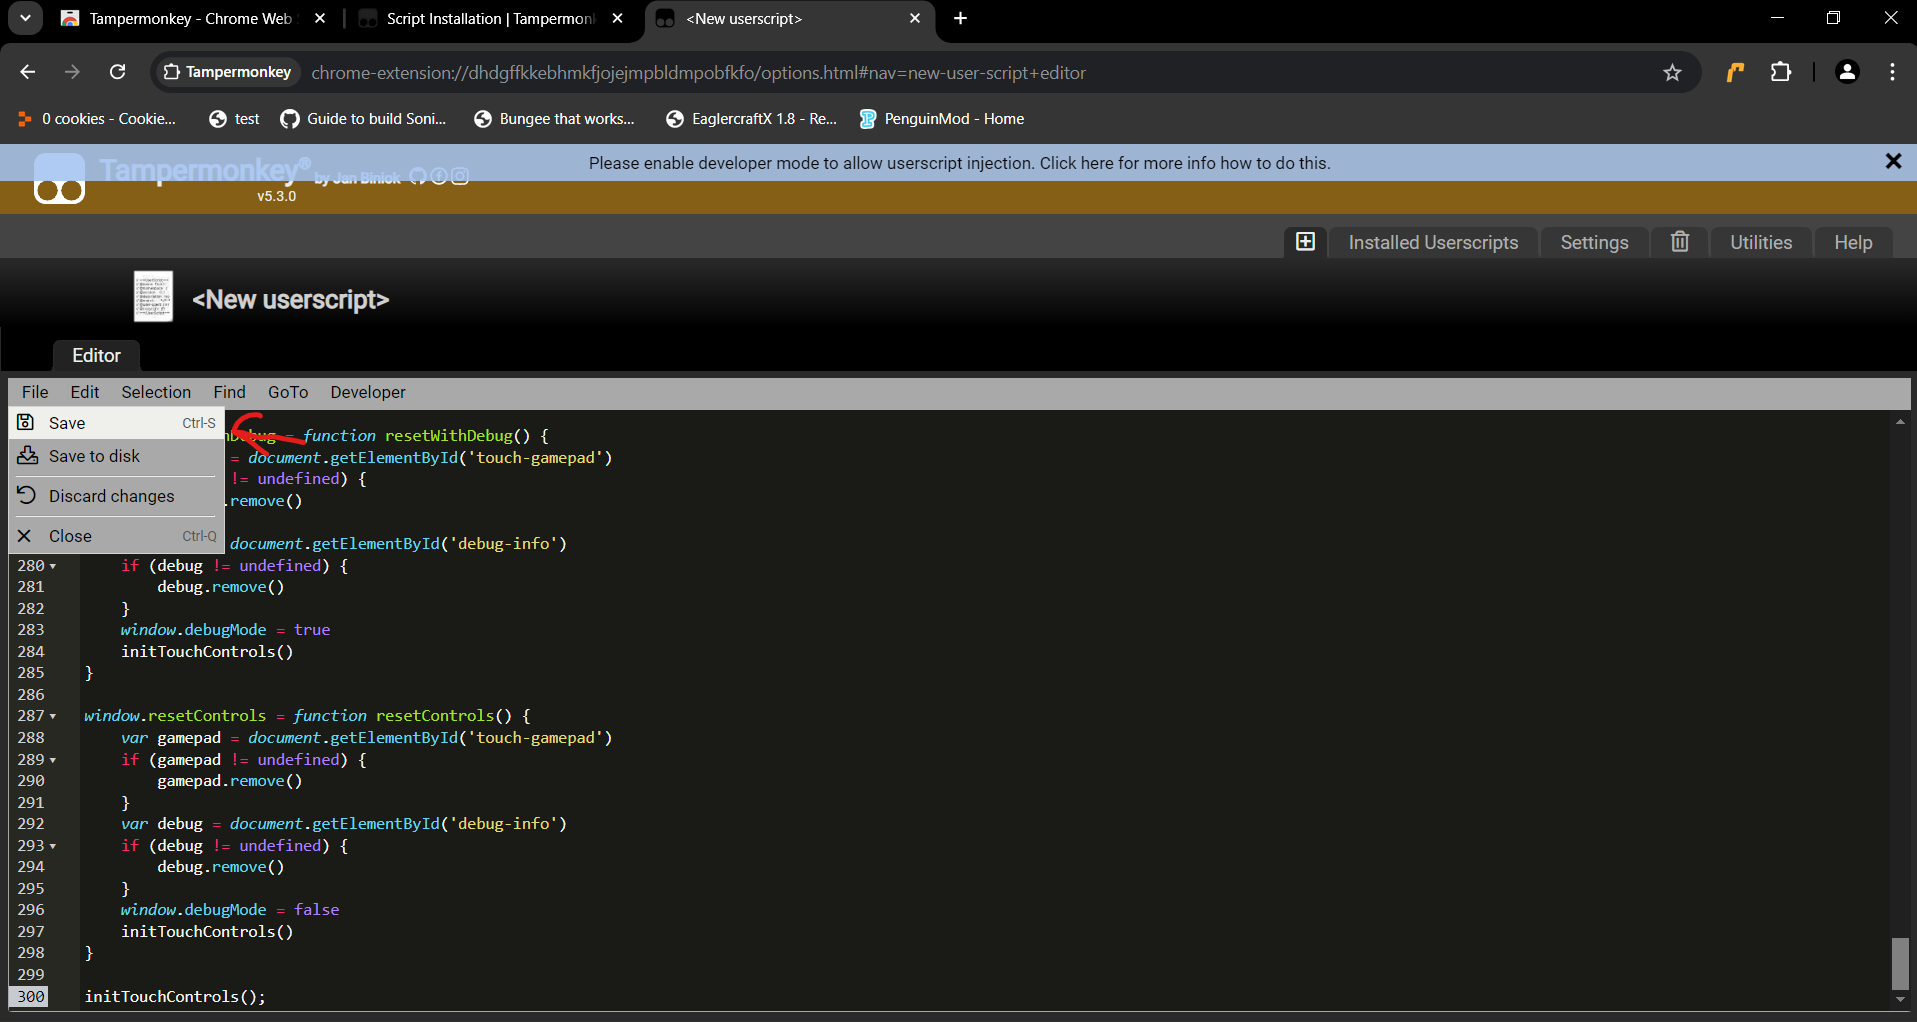 Tampermonkey - Chrome Web
Script Installation | Tampermonk
<New userscript>
Tampermonkey
chrome-extension://dhdgffkkebhmkfjojejmpbldmpobfkfo/options.html#nav=new-user-script+editor
0 cookies - Cookie...
test
Guide to build Soni...
Bungee that works...
EaglercraftX 1.8 - Re...
PenguinMod - Home
Please enable developer mode to allow userscript injection. Click here for more info how to do this.
Tampermonkey® by Jan Biniok
v5.3.0
Installed Userscripts
Settings
Utilities
Help
<New userscript>
Editor
File Edit Selection Find GoTo Developer
Save Ctrl-S
Save to disk
Discard changes
Close Ctrl-Q
= function resetWithDebug() {
= document.getElementById('touch-gamepad')
!= undefined) {
.remove()
document.getElementById('debug-info')
280 if (debug != undefined) {
281 debug.remove()
282 }
283 window.debugMode = true
284 initTouchControls()
285 }
286
287 window.resetControls = function resetControls() {
288 var gamepad = document.getElementById('touch-gamepad')
289 if (gamepad != undefined) {
290 gamepad.remove()
291 }
292 var debug = document.getElementById('debug-info')
293 if (debug != undefined) {
294 debug.remove()
295 }
296 window.debugMode = false
297 initTouchControls()
298 }
299
300 initTouchControls();